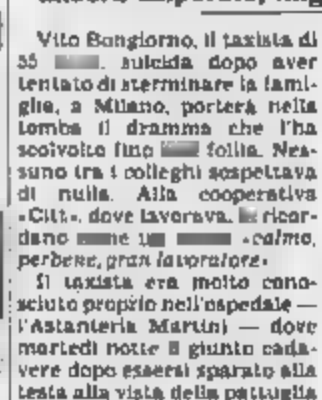 Vito Bongiorno, il taxista di
55 , suicida dopo aver
tentato di sterminare la fami-
glia, a Milano, porterà nella
tomba il dramma che l'ha
scolvolto fino follia. Nes-
suno tra i colleghi sospettava
di nulla. Alla cooperativa
«Citt», dove lavorava, ricor-
dano «calmo,
perbene, gran lavoratore»
Il taxista era molto cono-
sciuto proprio nell'ospedale —
l'Astanteria Martini — dove
martedì notte è giunto cada-
vere dopo essersi sparato alla
testa alla vista della pattuglia